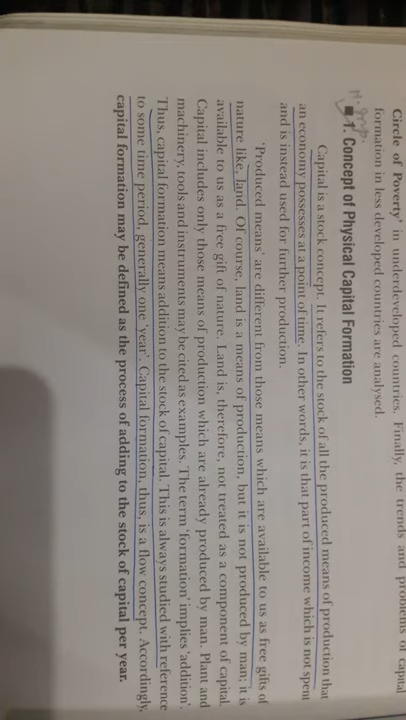 Circle of Poverty' in underdeveloped countries. Finally, the trends and problems of capital
formation in less developed countries are analysed.
■ 1. Concept of Physical Capital Formation
Capital is a stock concept. It refers to the stock of all the produced means of production that
an economy possesses at a point of time. In other words, it is that part of income which is not spent
and is instead used for further production.
'Produced means' are different from those means which are available to us as free gifts of
nature like, land. Of course, land is a means of production, but it is not produced by man; it is
available to us as a free gift of nature. Land is, therefore, not treated as a component of capital.
Capital includes only those means of production which are already produced by man. Plant and
machinery, tools and instruments may be cited as examples. The term 'formation' implies 'addition'.
Thus, capital formation means addition to the stock of capital. This is always studied with reference
to some time period, generally one 'year'. Capital formation, thus, is a flow concept. Accordingly,
capital formation may be defined as the process of adding to the stock of capital per year.